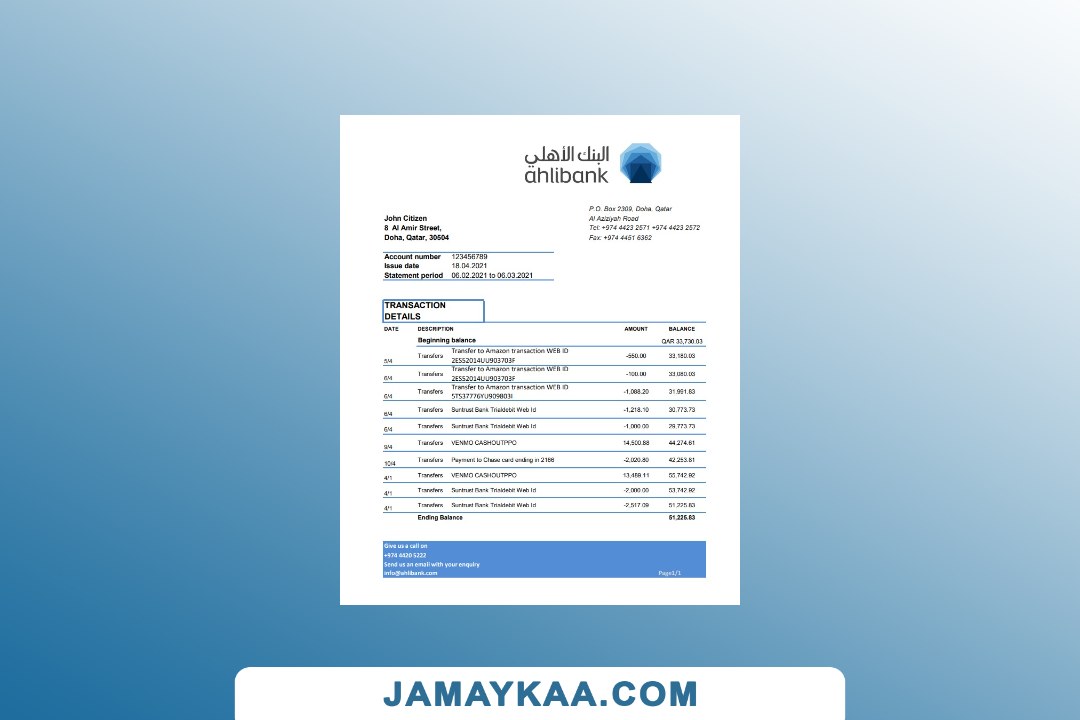 البنك الأهلي
ahlibank
P.O. Box 2309, Doha, Qatar
Al Aziziyah Road
Tel: +974 4423 2571 +974 4423 2572
Fax: +974 4451 6362
John Citizen
8 Al Amir Street,
Doha, Qatar, 30504
Account number 123456789
Issue date 18.04.2021
Statement period 06.02.2021 to 06.03.2021
TRANSACTION
DETAILS
DATE DESCRIPTION AMOUNT BALANCE
Beginning balance QAR 33,730.03
5/4 Transfers Transfer to Amazon transaction WEB ID
2ES52014UU903703F -550.00 33,180.03
6/4 Transfers Transfer to Amazon transaction WEB ID
2ES52014UU903703F -100.00 33,080.03
6/4 Transfers Transfer to Amazon transaction WEB ID
5TS37776YU909803I -1,088.20 31,991.83
6/4 Transfers Suntrust Bank Trialdebit Web Id -1,218.10 30,773.73
6/4 Transfers Suntrust Bank Trialdebit Web Id -1,000.00 29,773.73
9/4 Transfers VENMO CASHOUTPPO 14,500.88 44,274.61
10/4 Transfers Payment to Chase card ending in 2166 -2,020.80 42,253.81
4/1 Transfers VENMO CASHOUTPPO 13,489.11 55,742.92
4/1 Transfers Suntrust Bank Trialdebit Web Id -2,000.00 53,742.92
4/1 Transfers Suntrust Bank Trialdebit Web Id -2,517.09 51,225.83
Ending Balance 51,225.83
Give us a call on
+974 4420 5222
Send us an email with your enquiry
info@ahlibank.com Page1/1
JAMAYKAA.COM